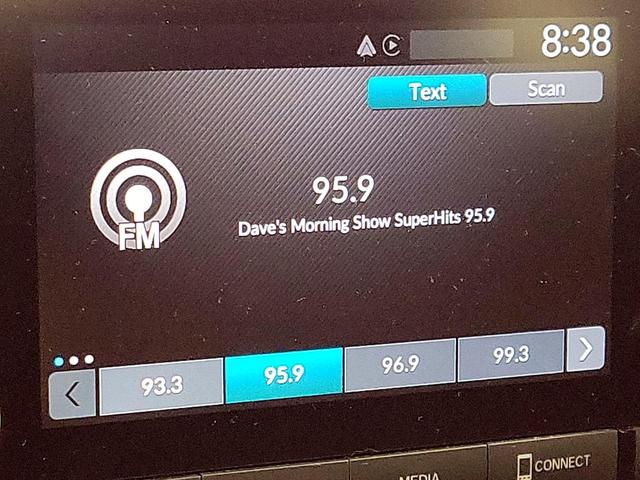 8:38
Text
Scan
95.9
Dave's Morning Show SuperHits 95.9
FM
93.3
95.9
96.9
99.3
MEDIA
CONNECT